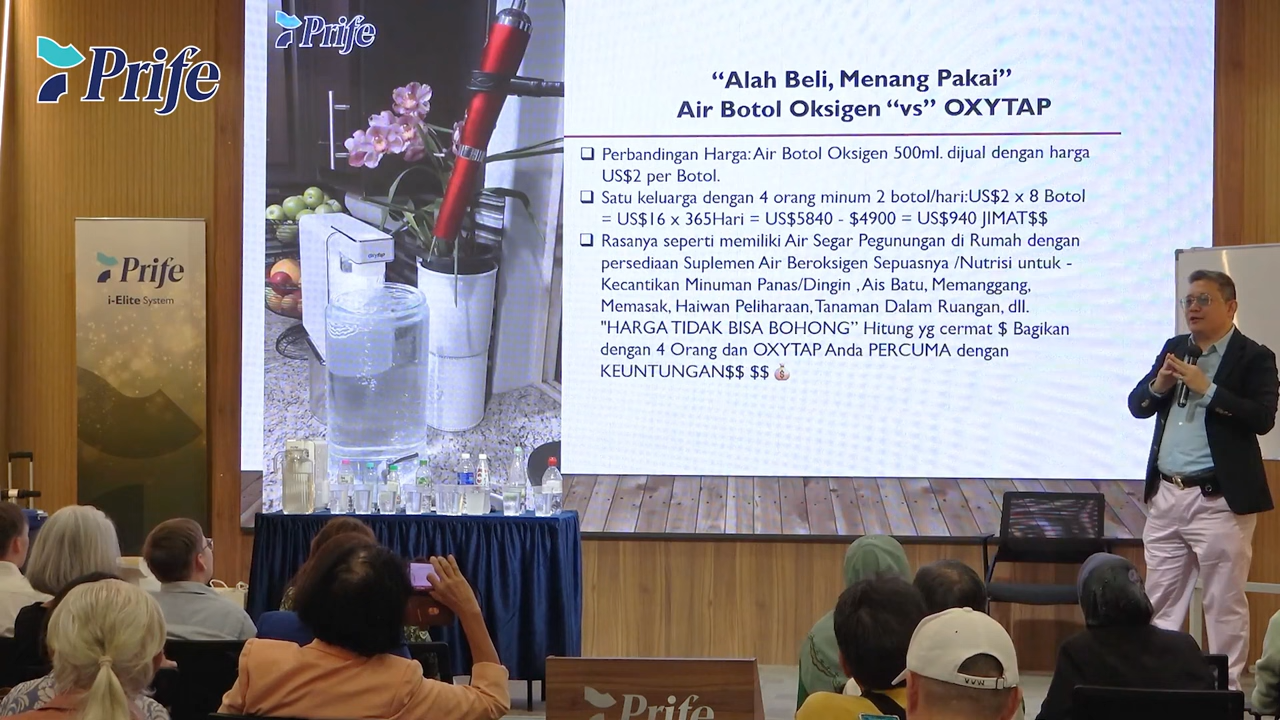 Prife
Prife
"Alah Beli, Menang Pakai"
Air Botol Oksigen "vs" OXYTAP
Perbandingan Harga: Air Botol Oksigen 500ml. dijual dengan harga
US$2 per Botol.
Satu keluarga dengan 4 orang minum 2 botol/hari:US$2 x 8 Botol
= US$16 x 365Hari = US$5840 - $4900 = US$940 JIMAT$$
Rasanya seperti memiliki Air Segar Pegunungan di Rumah dengan
persediaan Suplemen Air Beroksigen Sepuasnya /Nutrisi untuk -
Kecantikan Minuman Panas/Dingin , Ais Batu, Memanggang,
Memasak, Haiwan Peliharaan, Tanaman Dalam Ruangan, dll.
"HARGA TIDAK BISA BOHONG" Hitung yg cermat $ Bagikan
dengan 4 Orang dan OXYTAP Anda PERCUMA dengan
KEUNTUNGAN$$ $$
oxytap
Prife
i-Elite System
Prife